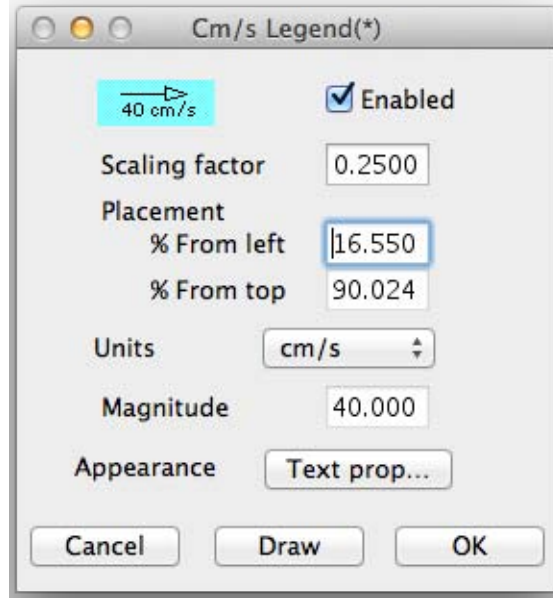 Cm/s Legend(*)
40 cm/s
Enabled
Scaling factor 0.2500
Placement
% From left 16.550
% From top 90.024
Units cm/s
Magnitude 40.000
Appearance Text prop...
Cancel Draw OK